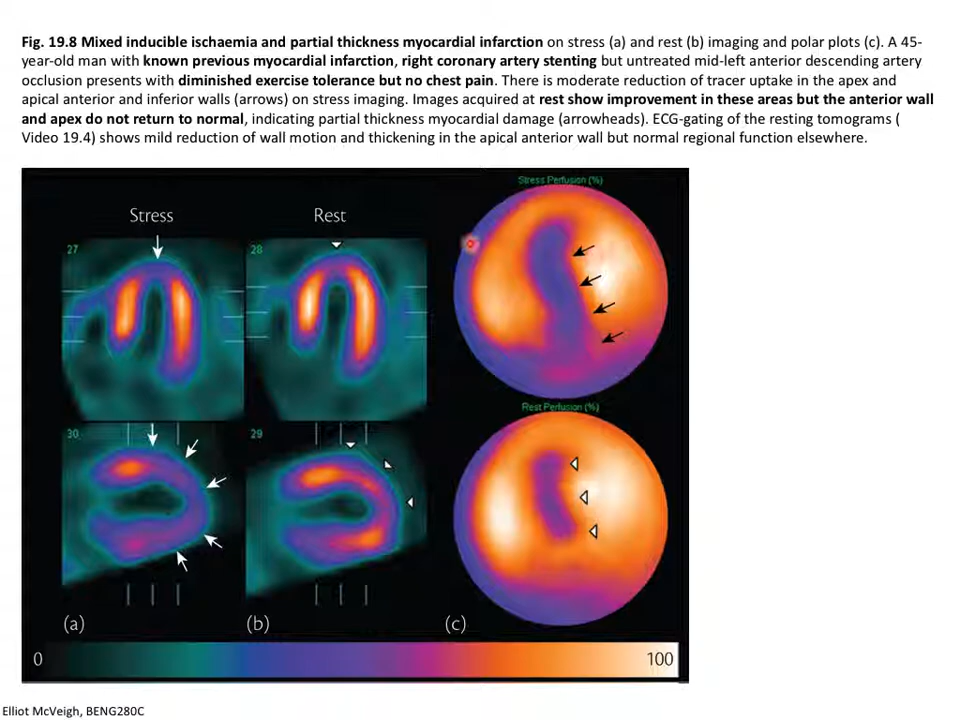 Fig. 19.8 Mixed inducible ischaemia and partial thickness myocardial infarction on stress (a) and rest (b) imaging and polar plots (c). A 45-
year-old man with known previous myocardial infarction, right coronary artery stenting but untreated mid-left anterior descending artery
occlusion presents with diminished exercise tolerance but no chest pain. There is moderate reduction of tracer uptake in the apex and
apical anterior and inferior walls (arrows) on stress imaging. Images acquired at rest show improvement in these areas but the anterior wall
and apex do not return to normal, indicating partial thickness myocardial damage (arrowheads). ECG-gating of the resting tomograms (
Video 19.4) shows mild reduction of wall motion and thickening in the apical anterior wall but normal regional function elsewhere.
Stress Perfusion (%)
Stress
Rest
27
28
Rest Perfusion (%)
30
29
(a)
(b)
(c)
0
100
Elliot McVeigh, BENG280C